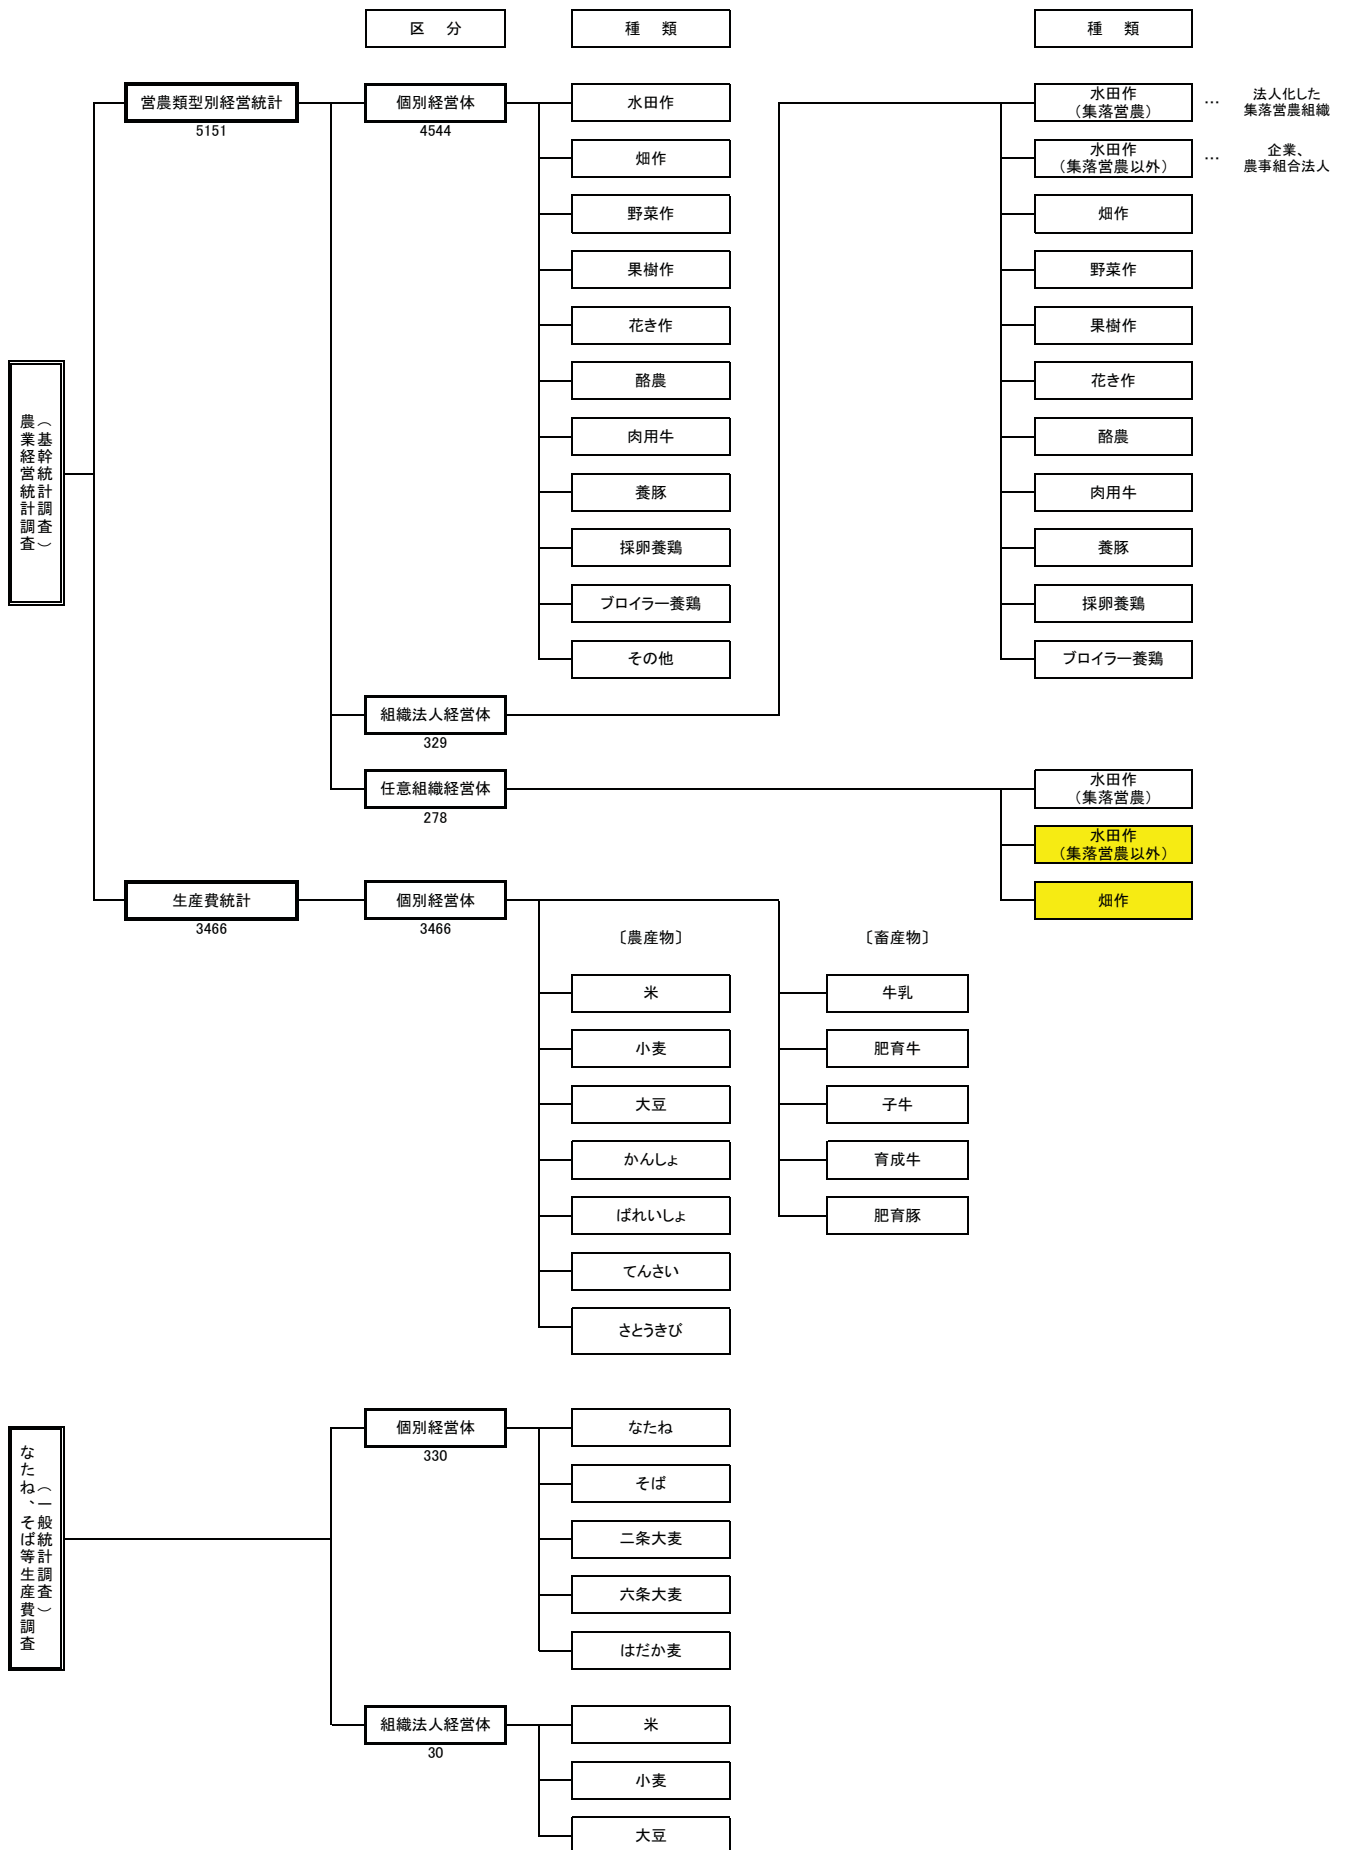 区　分
種　類
種　類
農業経営統計調査
（基幹統計調査）
営農類型別経営統計
5151
個別経営体
4544
水田作
畑作
野菜作
果樹作
花き作
酪農
肉用牛
養豚
採卵養鶏
ブロイラー養鶏
その他
組織法人経営体
329
水田作
（集落営農）
…
法人化した
集落営農組織
水田作
（集落営農以外）
…
企業、
農事組合法人
畑作
野菜作
果樹作
花き作
酪農
肉用牛
養豚
採卵養鶏
ブロイラー養鶏
任意組織経営体
278
水田作
（集落営農）
水田作
（集落営農以外）
畑作
生産費統計
3466
個別経営体
3466
〔農産物〕
米
小麦
大豆
かんしょ
ばれいしょ
てんさい
さとうきび
〔畜産物〕
牛乳
肥育牛
子牛
育成牛
肥育豚
なたね、そば等生産費調査
（一般統計調査）
個別経営体
330
なたね
そば
二条大麦
六条大麦
はだか麦
組織法人経営体
30
米
小麦
大豆